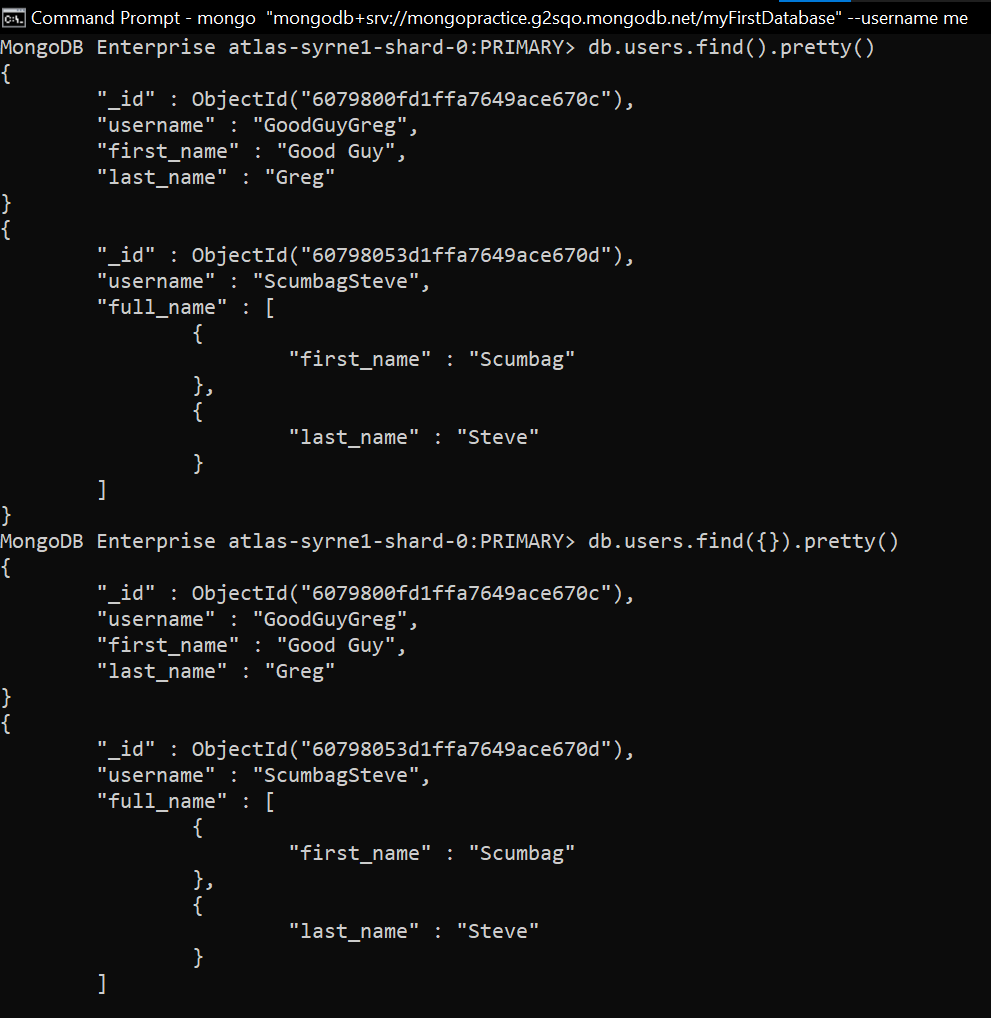 Command Prompt - mongo "mongodb+srv://mongopractice.g2sqo.mongodb.net/myFirstDatabase" --username me
MongoDB Enterprise atlas-syrne1-shard-0:PRIMARY> db.users.find().pretty()
{
        "_id" : ObjectId("6079800fd1ffa7649ace670c"),
        "username" : "GoodGuyGreg",
        "first_name" : "Good Guy",
        "last_name" : "Greg"
}
{
        "_id" : ObjectId("60798053d1ffa7649ace670d"),
        "username" : "ScumbagSteve",
        "full_name" : [
                {
                        "first_name" : "Scumbag"
                },
                {
                        "last_name" : "Steve"
                }
        ]
}
MongoDB Enterprise atlas-syrne1-shard-0:PRIMARY> db.users.find({}).pretty()
{
        "_id" : ObjectId("6079800fd1ffa7649ace670c"),
        "username" : "GoodGuyGreg",
        "first_name" : "Good Guy",
        "last_name" : "Greg"
}
{
        "_id" : ObjectId("60798053d1ffa7649ace670d"),
        "username" : "ScumbagSteve",
        "full_name" : [
                {
                        "first_name" : "Scumbag"
                },
                {
                        "last_name" : "Steve"
                }
        ]